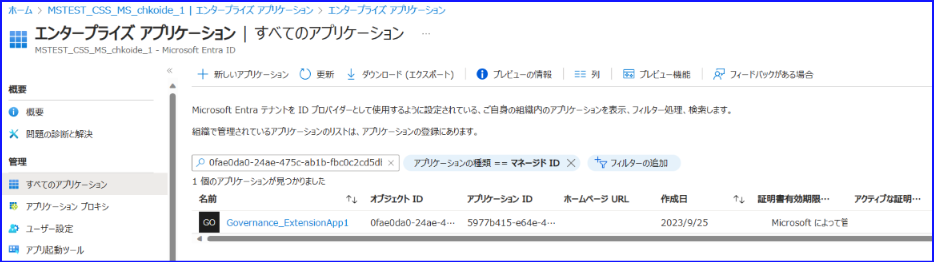 ホーム > MSTEST_CSS_MS_chkoide_1 | エンタープライズ アプリケーション > エンタープライズ アプリケーション
エンタープライズ アプリケーション | すべてのアプリケーション ...
MSTEST_CSS_MS_chkoide_1 - Microsoft Entra ID
«
+ 新しいアプリケーション 更新 ダウンロード (エクスポート) プレビューの情報 列 プレビュー機能 フィードバックがある場合
概要
概要
問題の診断と解決
管理
すべてのアプリケーション
アプリケーション プロキシ
ユーザー設定
アプリ起動ツール
Microsoft Entra テナントを ID プロバイダーとして使用するように設定されている、ご自身の組織内のアプリケーションを表示、フィルター処理、検索します。
組織で管理されているアプリケーションのリストは、アプリケーションの登録にあります。
0fae0da0-24ae-475c-ab1b-fbc0c2cd5dl × アプリケーションの種類 == マネージド ID × フィルターの追加
1 個のアプリケーションが見つかりました
名前 ↑↓ オブジェクト ID アプリケーション ID ホームページ URL 作成日 ↑↓ 証明書有効期限... アクティブな証明...
GO Governance_ExtensionApp1 0fae0da0-24ae-4... 5977b415-e64e-4... 2023/9/25 Microsoft によって管